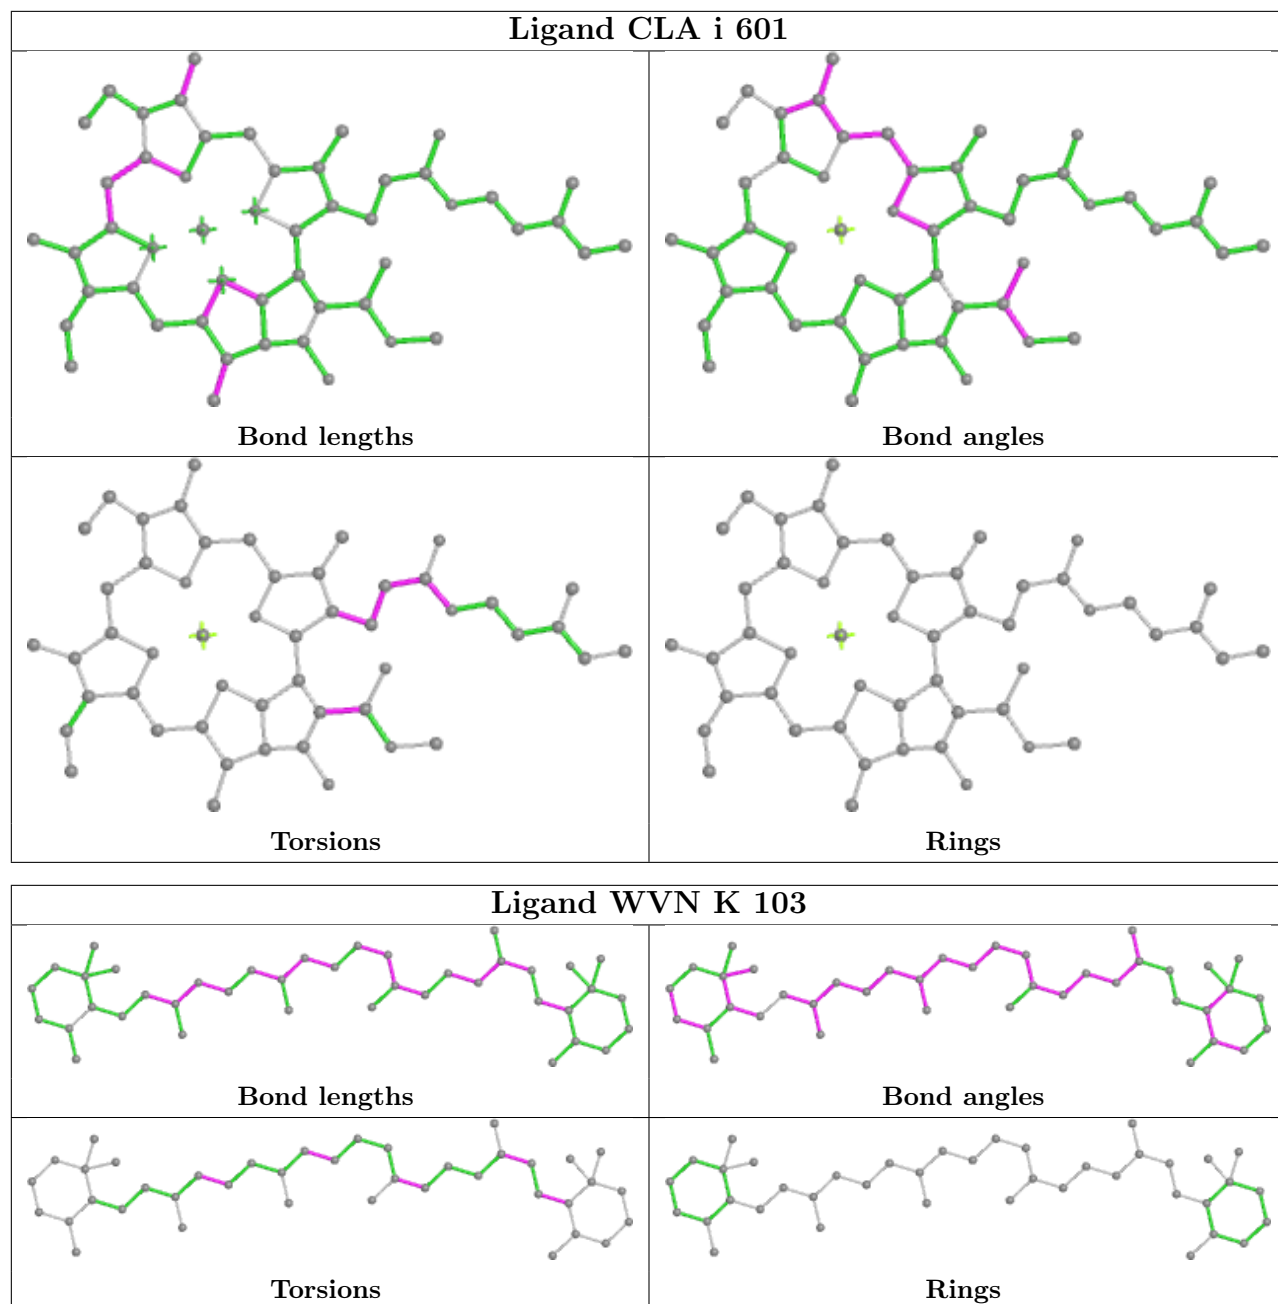 Ligand CLA i 601
Bond lengths
Bond angles
Torsions
Rings
Ligand WVN K 103
Bond lengths
Bond angles
Torsions
Rings